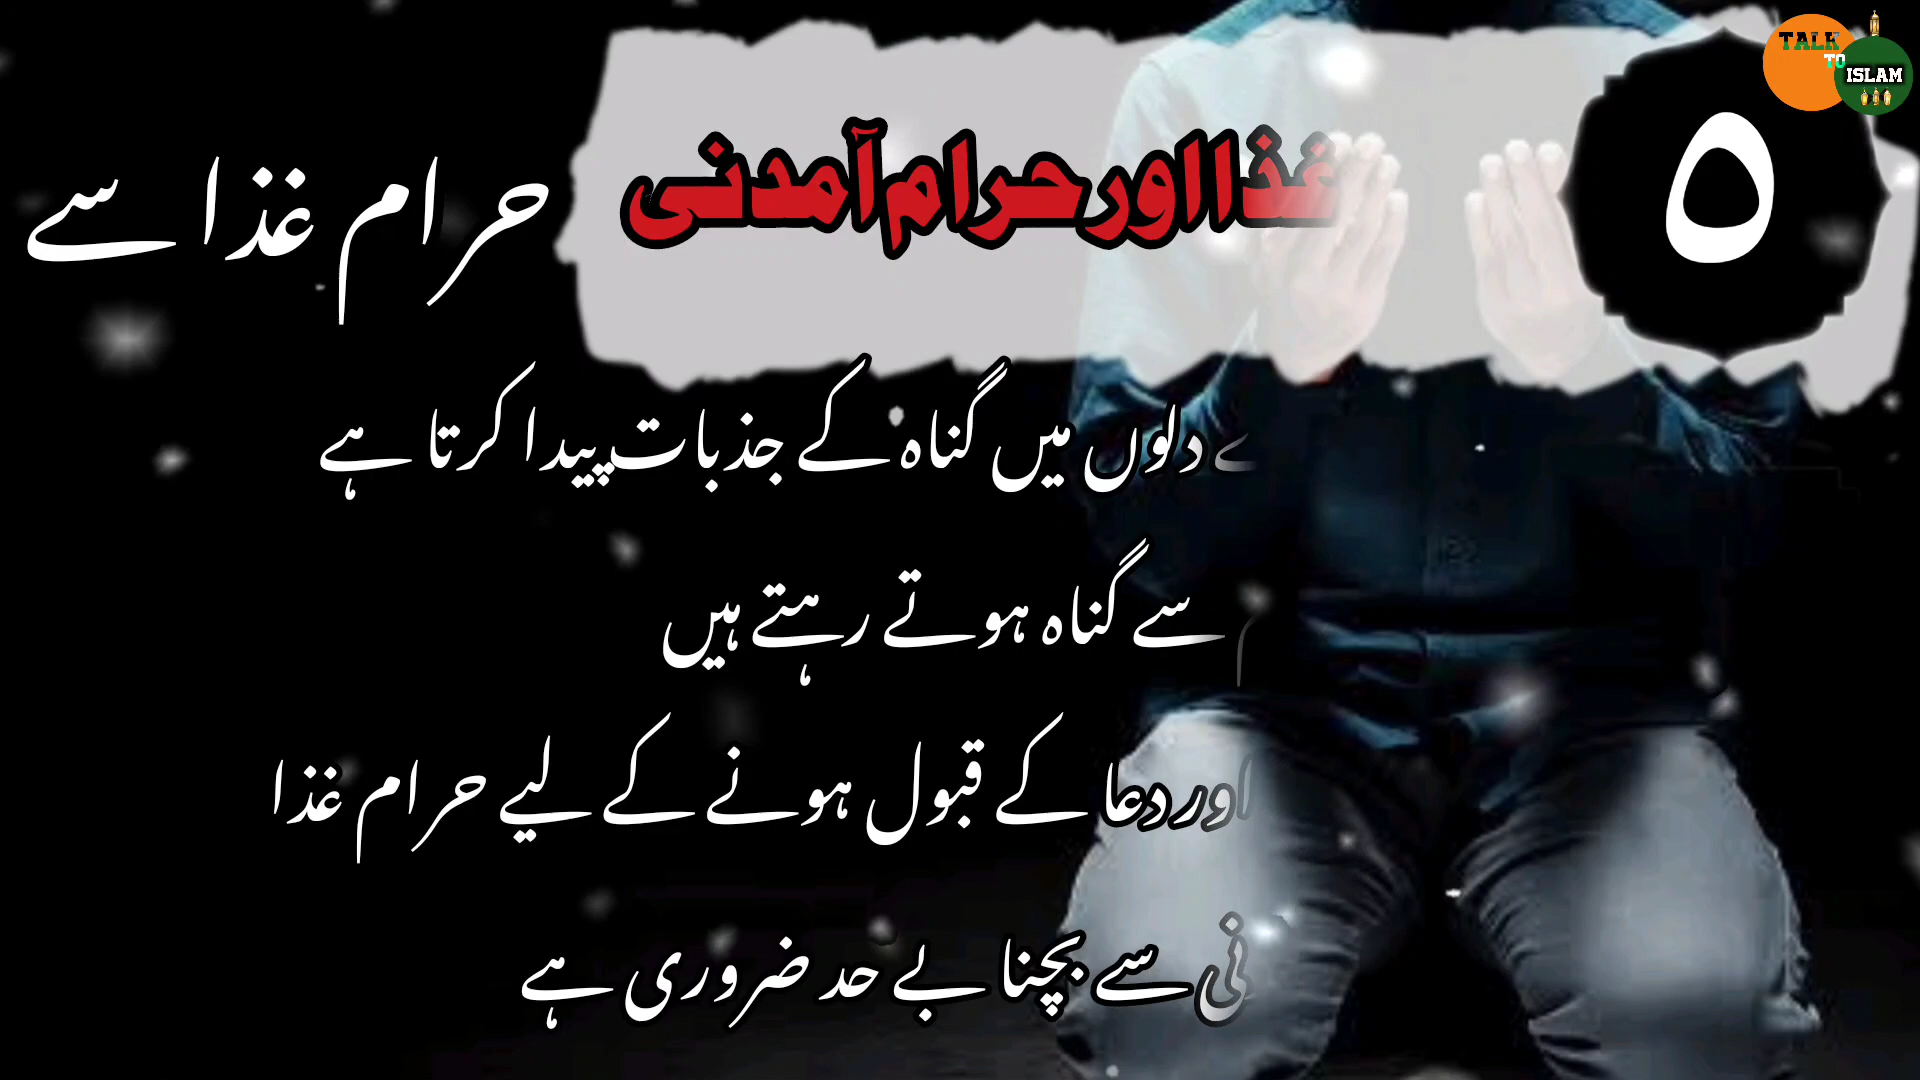 TALK
TO
ISLAM
۵
غذا اور حرام آمدنی
حرام غذا سے
دلوں میں گناہ کے جذبات پیدا کرتا ہے
سے گناہ ہوتے رہتے ہیں
اور دعا کے قبول ہونے کے لیے حرام غذا
سے بچنا بے حد ضروری ہے